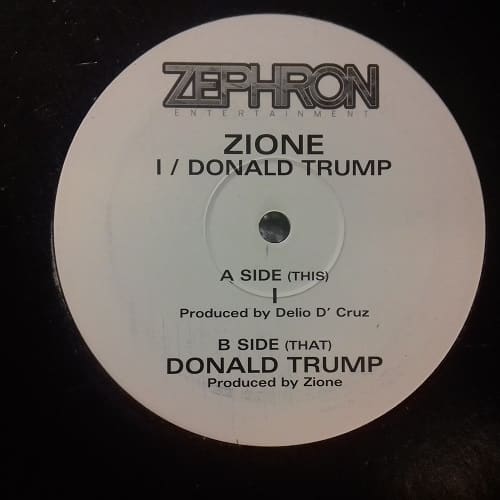 ZEPHRON
ENTERTAINMENT
ZIONE
I / DONALD TRUMP
A SIDE (THIS)
I
Produced by Delio D' Cruz
B SIDE (THAT)
DONALD TRUMP
Produced by Zione